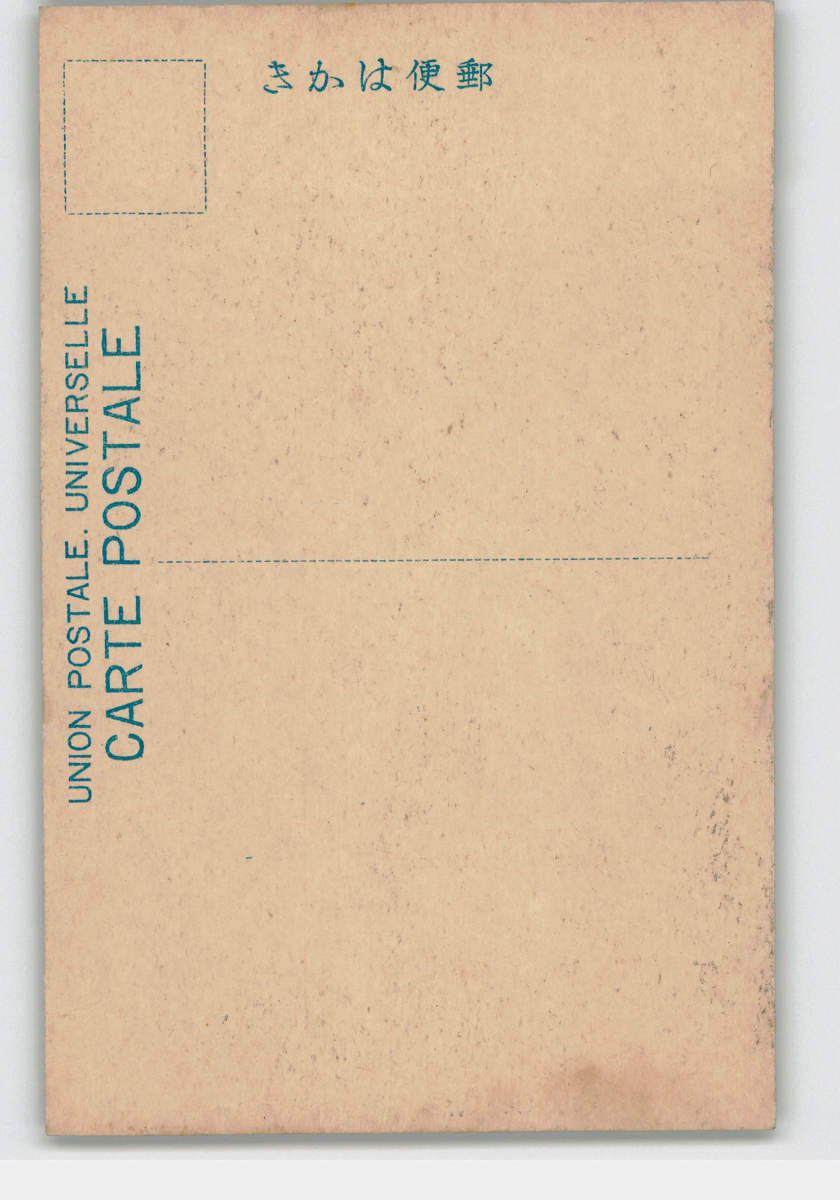 郵便はかき
UNION POSTALE. UNIVERSELLE
CARTE POSTALE